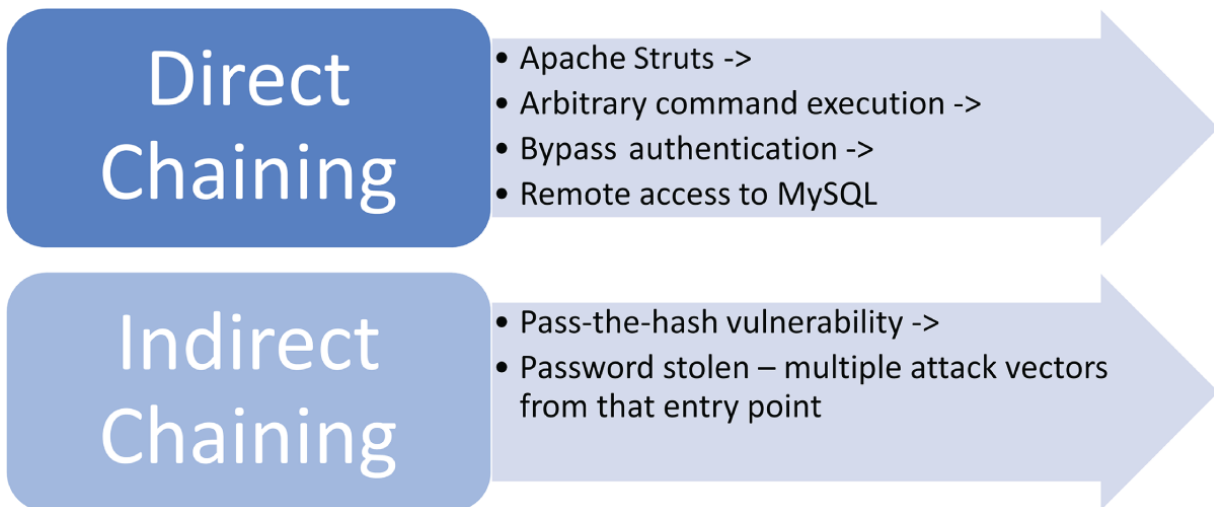 Direct
Chaining
• Apache Struts ->
• Arbitrary command execution ->
• Bypass authentication ->
• Remote access to MySQL
Indirect
Chaining
• Pass-the-hash vulnerability ->
• Password stolen – multiple attack vectors
from that entry point